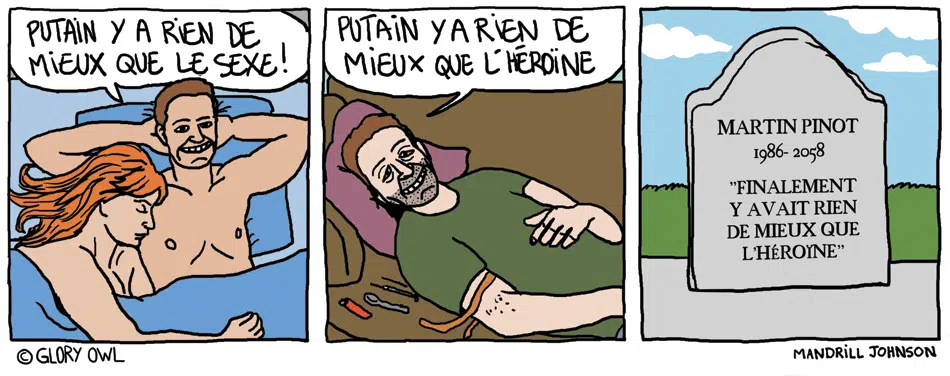 PUTAIN Y A RIEN DE
MIEUX QUE LE SEXE!
PUTAIN Y A RIEN DE
MIEUX QUE L'HÉROÏNE
MARTIN PINOT
1986-2058
"FINALEMENT
Y AVAIT RIEN
DE MIEUX QUE
L'HÉROÏNE"
© GLORY OWL
MANDRILL JOHNSON